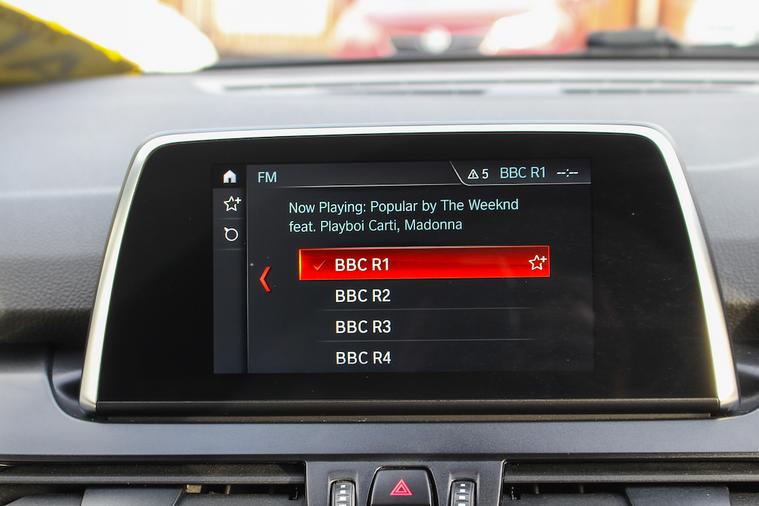 FM
5 BBC R1 --:--
Now Playing: Popular by The Weeknd
feat. Playboi Carti, Madonna
BBC R1
BBC R2
BBC R3
BBC R4